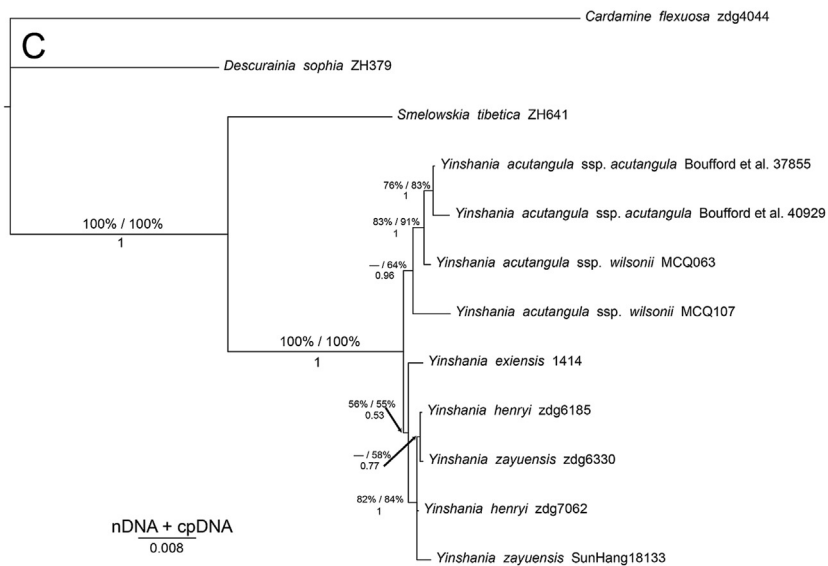 Cardamine flexuosa zdg4044
C
Descurainia sophia ZH379
Smelowskia tibetica ZH641
Yinshania acutangula ssp. acutangula Boufford et al. 37855
76% / 83%
1
Yinshania acutangula ssp. acutangula Boufford et al. 40929
100% / 100%
1
83% / 91%
1
Yinshania acutangula ssp. wilsonii MCQ063
— / 64%
0.96
Yinshania acutangula ssp. wilsonii MCQ107
100% / 100%
1
Yinshania exiensis 1414
56% / 55%
0.53
Yinshania henryi zdg6185
— / 58%
0.77
Yinshania zayuensis zdg6330
82% / 84%
1
Yinshania henryi zdg7062
nDNA + cpDNA
0.008
Yinshania zayuensis SunHang18133